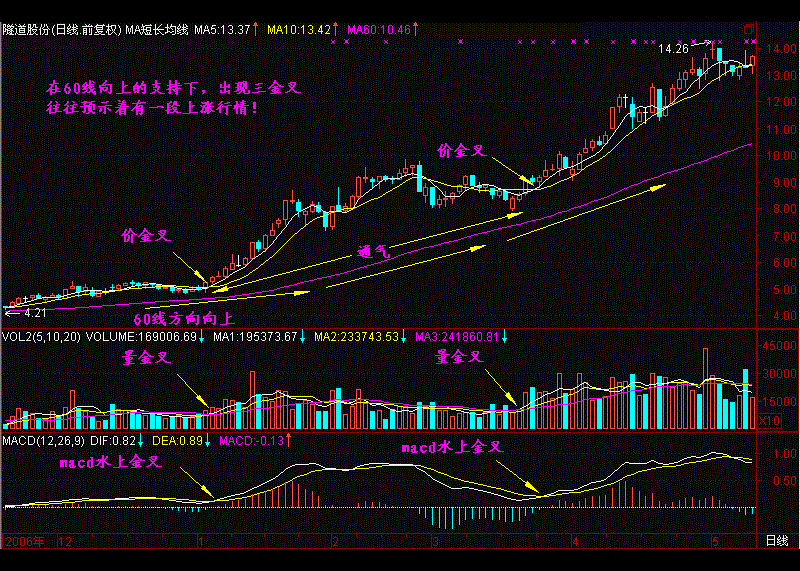 隧道股份(日线.前复权) MA短长均线 MA5:13.37↑ MA10:13.42↑ MA60:10.46↑
14.26
14.00
在60线向上的支持下，出现三金叉
往往预示着有一段上涨行情！
13.00
12.00
11.00
价金叉
10.00
9.00
8.00
价金叉
通气
7.00
6.00
5.00
4.21
60线方向向上
4.00
VOL2(5,10,20) VOLUME:169006.69↓ MA1:195373.67↓ MA2:233743.53↓ MA3:241860.81↓
45000
量金叉
量金叉
30000
15000
X10
MACD(12,26,9) DIF:0.82↓ DEA:0.89↓ MACD:-0.13↑
macd水上金叉
macd水上金叉
1.00
0.50
2006年 12 1 2 3 4 5 日线